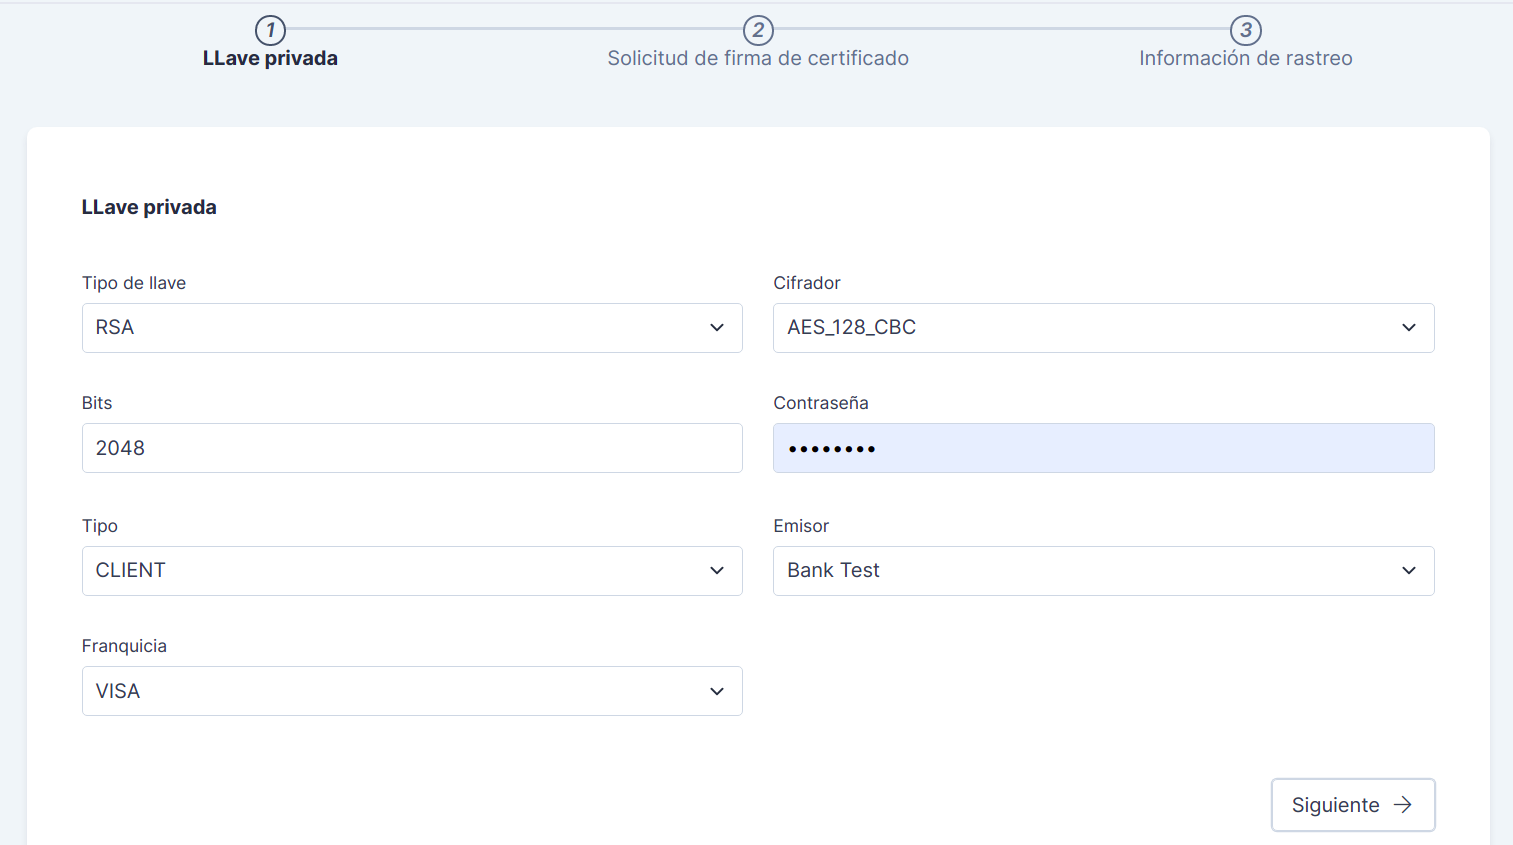 1
LLave privada
2
Solicitud de firma de certificado
3
Información de rastreo
LLave privada
Tipo de llave
RSA
Cifrador
AES_128_CBC
Bits
2048
Contraseña
••••••••
Tipo
CLIENT
Emisor
Bank Test
Franquicia
VISA
Siguiente